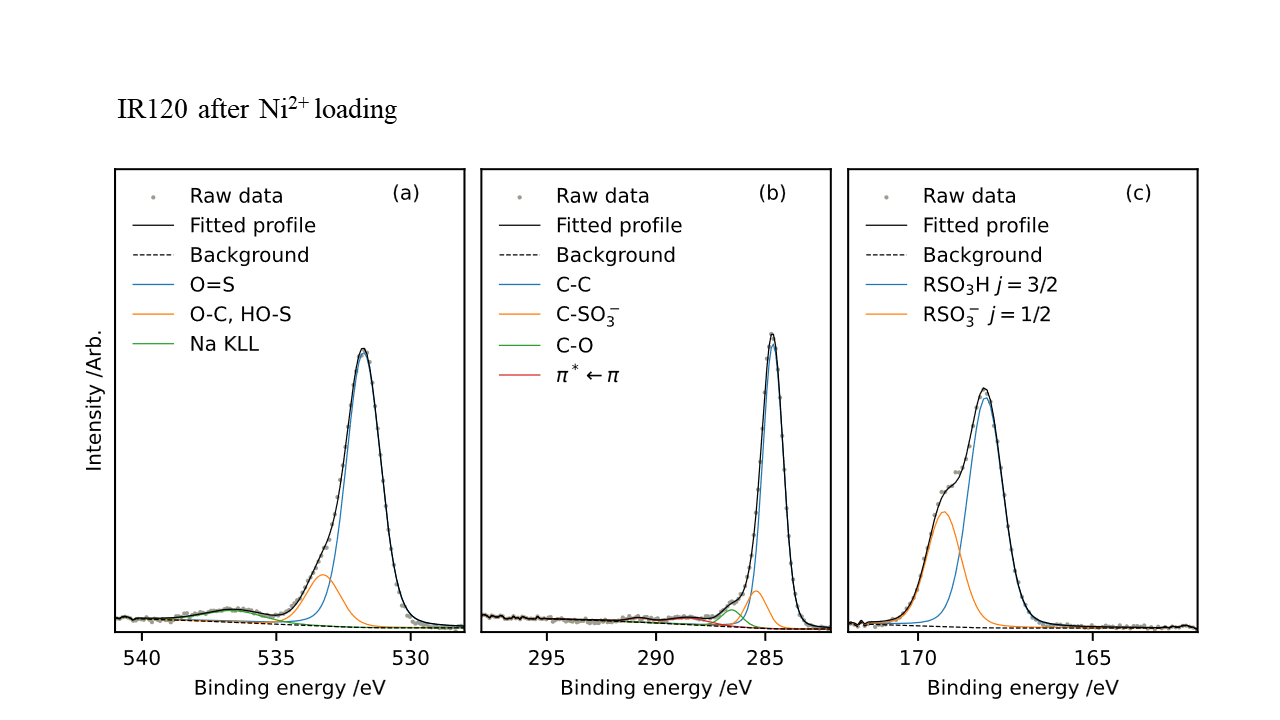 IR120 after Ni²⁺ loading
Intensity /Arb.
Raw data
(a)
Fitted profile
Background
O=S
O-C, HO-S
Na KLL
540 535 530
Binding energy /eV
Raw data
(b)
Fitted profile
Background
C-C
C-SO₃⁻
C-O
π* ← π
295 290 285
Binding energy /eV
Raw data
(c)
Fitted profile
Background
RSO₃H j = 3/2
RSO₃⁻ j = 1/2
170 165
Binding energy /eV